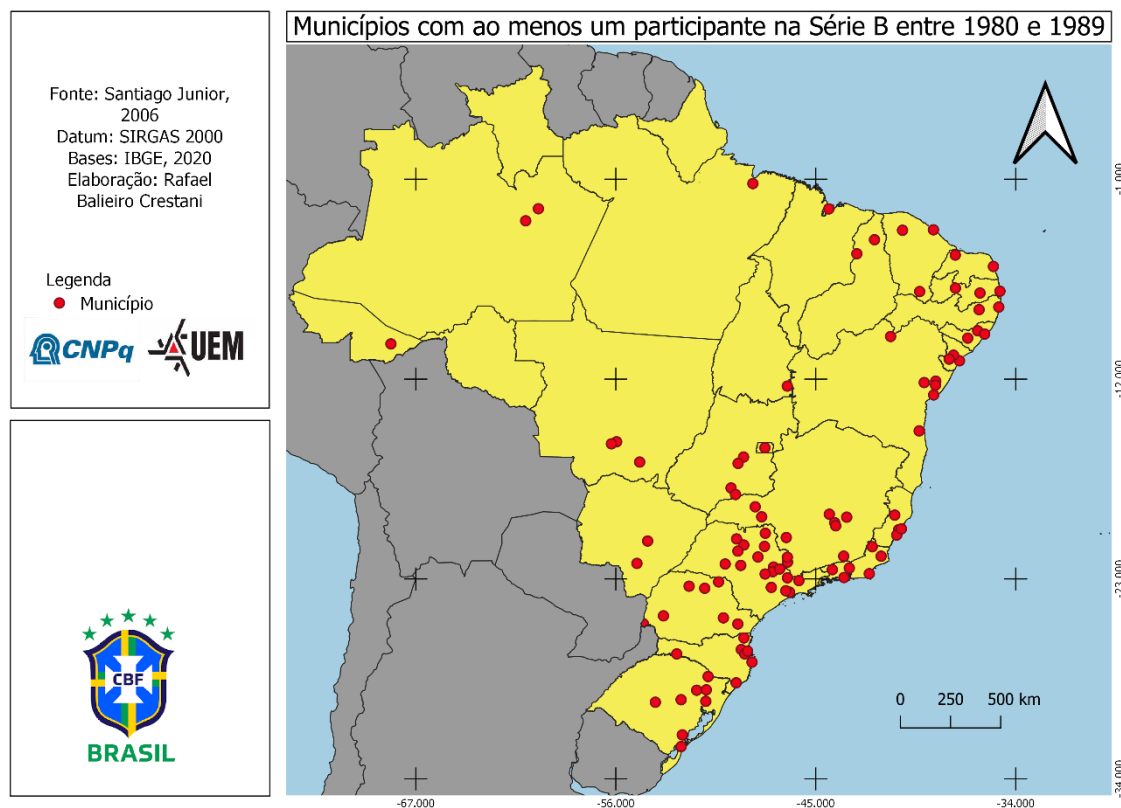 Municípios com ao menos um participante na Série B entre 1980 e 1989
Fonte: Santiago Junior,
2006
Datum: SIRGAS 2000
Bases: IBGE, 2020
Elaboração: Rafael
Balieiro Crestani
Legenda
Município
CNPq
UEM
CBF
BRASIL
-1.000
-12.000
-23.000
-34.000
0 250 500 km
-67.000 -56.000 -45.000 -34.000